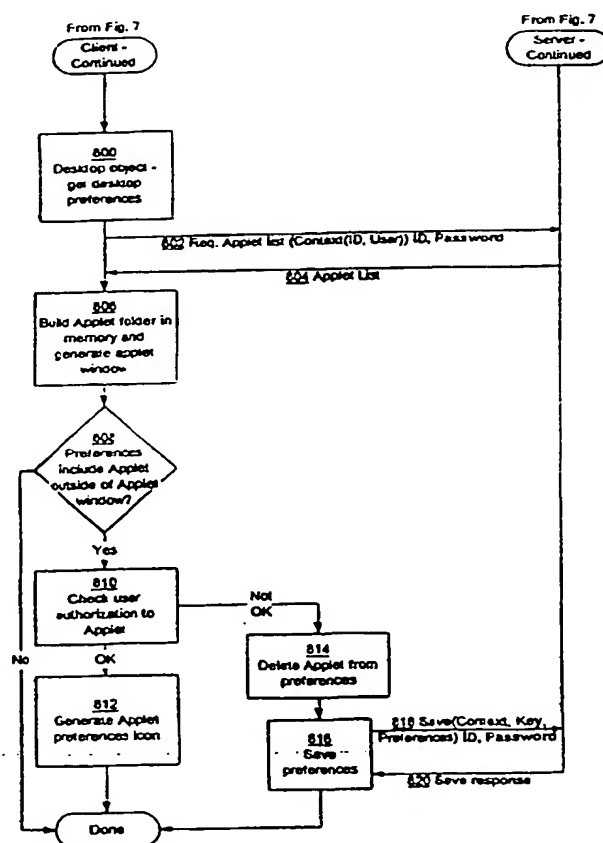 From Fig. 7
Client -
Continued
From Fig. 7
Server -
Continued
800
Desktop object -
get desktop
preferences
802 Req. Applet list (Context(ID, User)) ID, Password
804 Applet List
806
Build Applet folder in
memory and
generate applet
window
808
Preferences
include Applet
outside of Applet
window?
Yes
No
810
Check user
authorization to
Applet
Not
OK
OK
814
Delete Applet from
preferences
812
Generate Applet
preferences Icon
816
Save
preferences
818 Save(Context, Key,
Preferences) ID, Password
820 Save response
Done